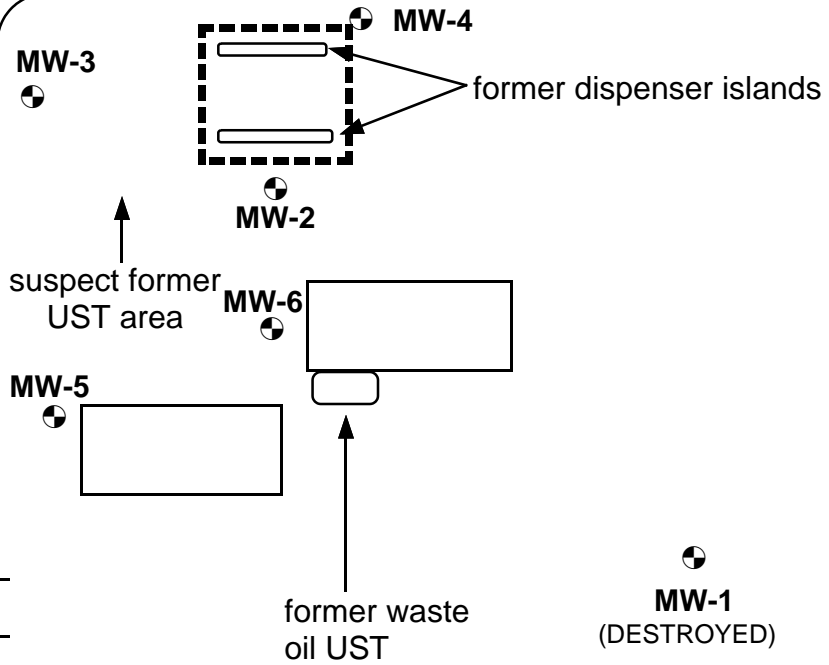 MW-4
MW-3
former dispenser islands
MW-2
suspect former
UST area
MW-6
MW-5
former waste
oil UST
MW-1
(DESTROYED)